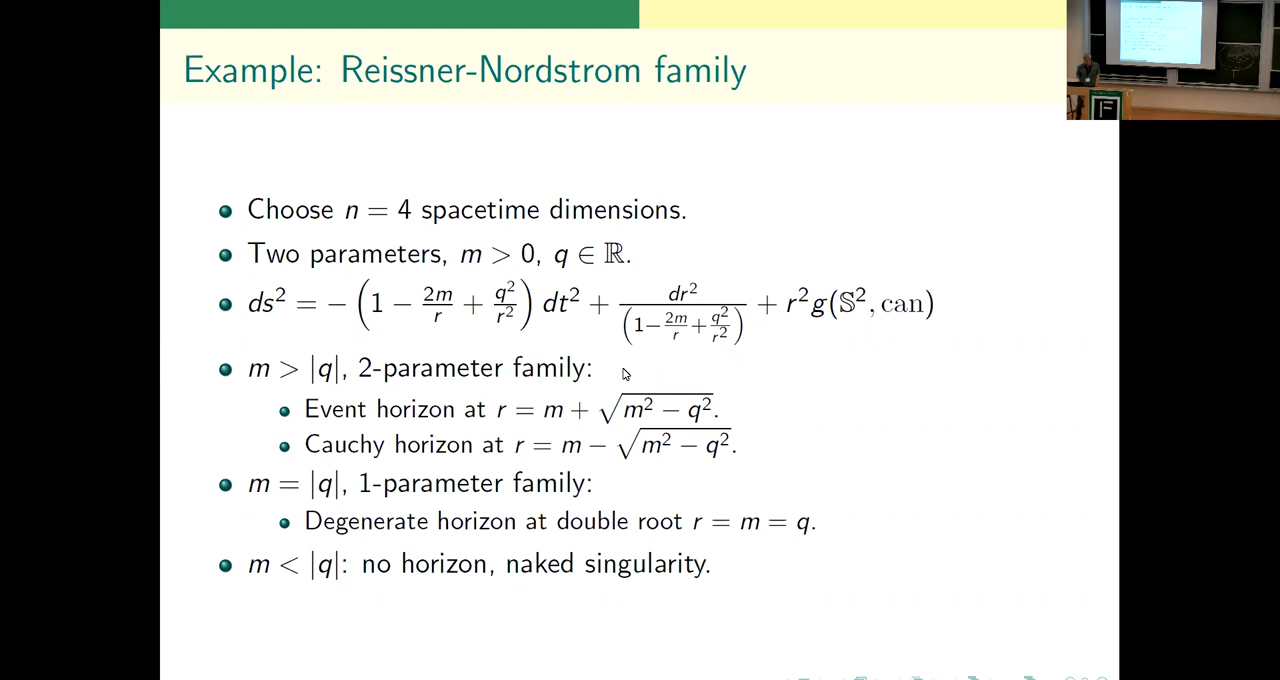 Example: Reissner-Nordstrom family
Choose n = 4 spacetime dimensions.
Two parameters, m > 0, q ∈ ℝ.
ds² = − (1 − 2m/r + q²/r²) dt² + dr²/(1−2m/r+q²/r²) + r²g(𝕊², can)
m > |q|, 2-parameter family:
Event horizon at r = m + √(m² − q²).
Cauchy horizon at r = m − √(m² − q²).
m = |q|, 1-parameter family:
Degenerate horizon at double root r = m = q.
m < |q|: no horizon, naked singularity.